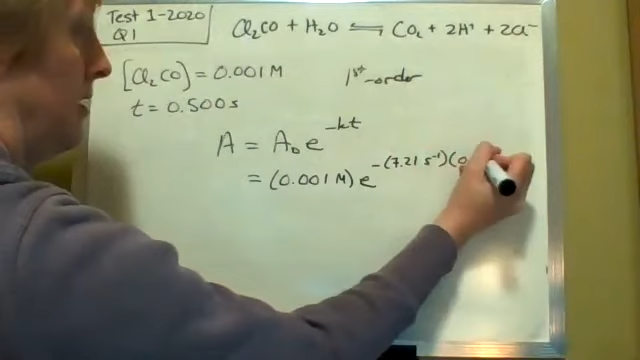 Test 1-2020
Q1
Cl₂CO + H₂O ⇌ CO₂ + 2H⁺ + 2Cl⁻
[Cl₂CO) = 0.001 M
1st-order
t = 0.500 s
A = A₀ e^-kt
= (0.001 M) e^-(7.21 s⁻¹)(0